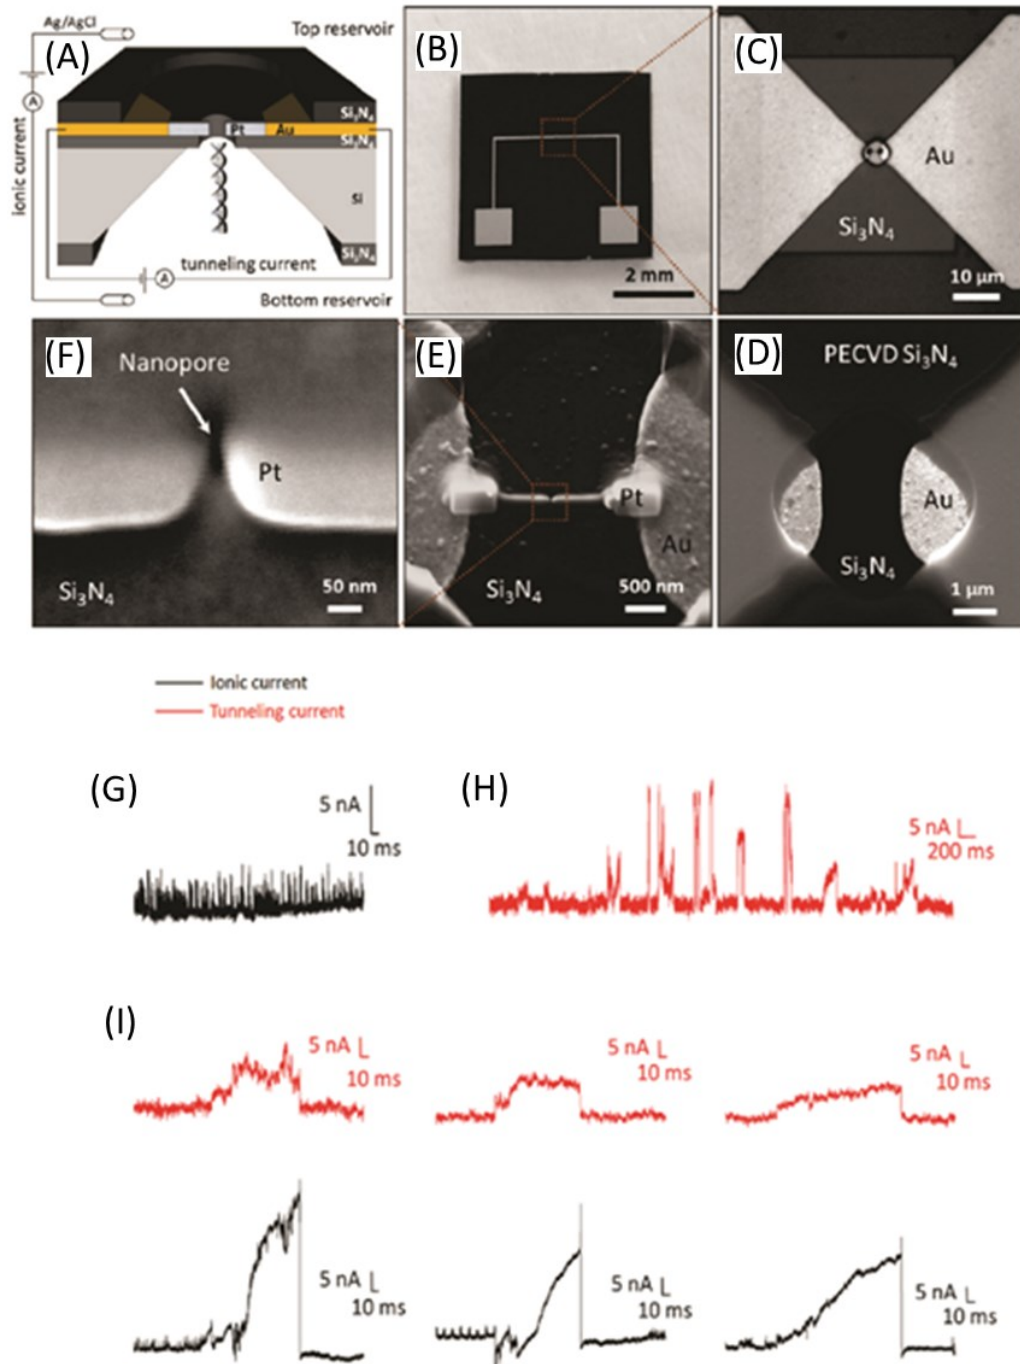 Ag/AgCl
Top reservoir
(A)
A
Si₃N₄
Pt
Au
Si₃N₄
Si
Si₃N₄
ionic current
tunneling current
A
Bottom reservoir
(B)
2 mm
(C)
Au
Si₃N₄
10 µm
(F)
Nanopore
Pt
Si₃N₄
50 nm
(E)
Pt
Au
Si₃N₄
500 nm
(D)
PECVD Si₃N₄
Au
Si₃N₄
1 µm
Ionic current
Tunneling current
(G)
5 nA
10 ms
(H)
5 nA
200 ms
(I)
5 nA
10 ms
5 nA
10 ms
5 nA
10 ms
5 nA
10 ms
5 nA
10 ms
5 nA
10 ms